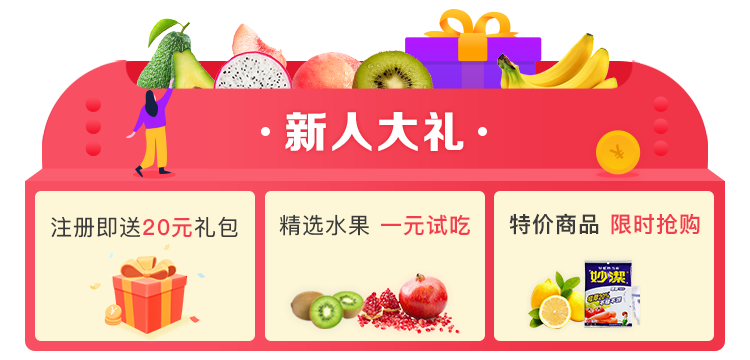 ·新人大礼·
注册即送20元礼包
精选水果 一元试吃
特价商品 限时抢购
妙潔